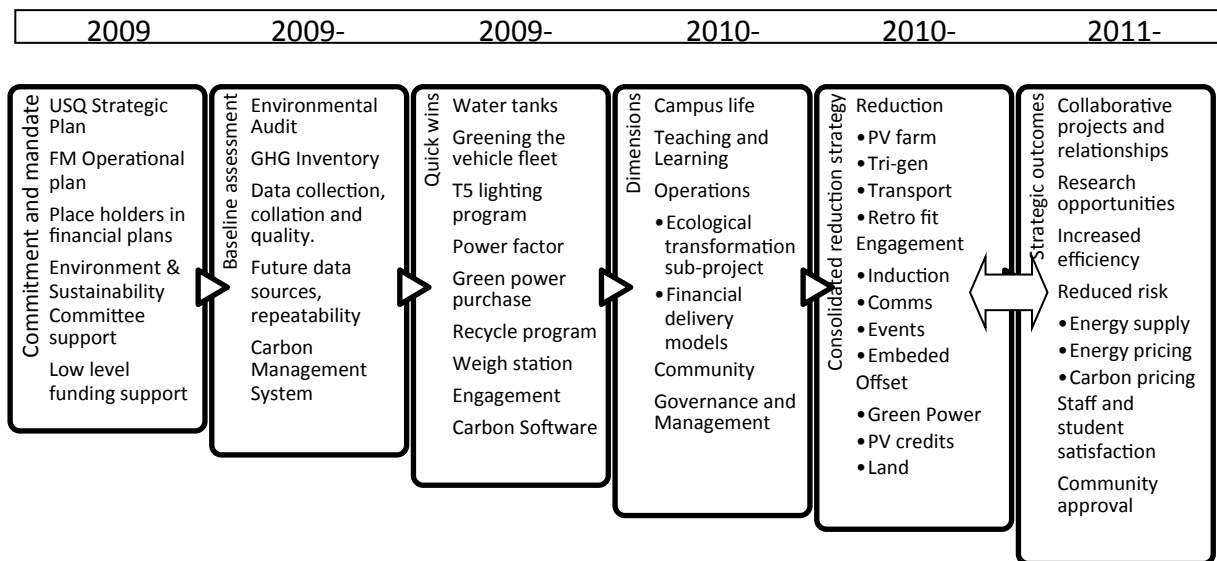 2009
2009-
2009-
2010-
2010-
2011-
Commitment and mandate
USQ Strategic
Plan
FM Operational
plan
Place holders in
financial plans
Environment &
Sustainability
Committee
support
Low level
funding support
Baseline assessment
Environmental
Audit
GHG Inventory
Data collection,
collation and
quality.
Future data
sources,
repeatability
Carbon
Management
System
Quick wins
Water tanks
Greening the
vehicle fleet
T5 lighting
program
Power factor
Green power
purchase
Recycle program
Weigh station
Engagement
Carbon Software
Dimensions
Campus life
Teaching and
Learning
Operations
•Ecological
transformation
sub-project
•Financial
delivery
models
Community
Governance and
Management
Consolidated reduction strategy
Reduction
•PV farm
•Tri-gen
•Transport
•Retro fit
Engagement
•Induction
•Comms
•Events
•Embeded
Offset
•Green Power
•PV credits
•Land
Strategic outcomes
Collaborative
projects and
relationships
Research
opportunities
Increased
efficiency
Reduced risk
•Energy supply
•Energy pricing
•Carbon pricing
Staff and
student
satisfaction
Community
approval